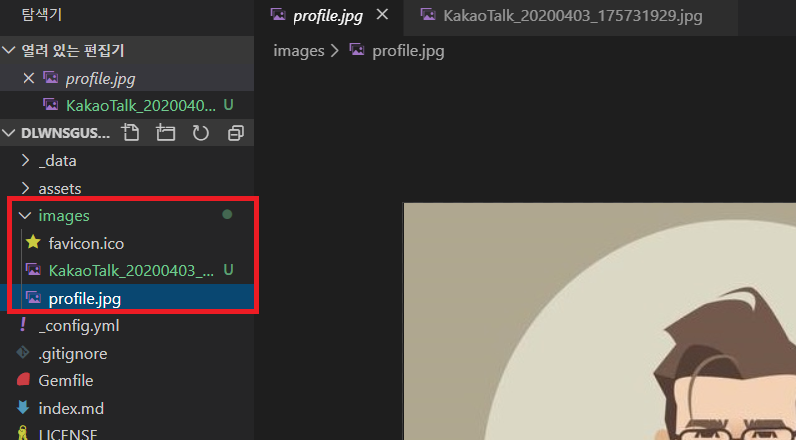 탐색기
profile.jpg
KakaoTalk_20200403_175731929.jpg
열려 있는 편집기
images > profile.jpg
profile.jpg
KakaoTalk_2020040... U
DLWNSGUS...
_data
assets
images
favicon.ico
KakaoTalk_20200403_... U
profile.jpg
_config.yml
.gitignore
Gemfile
index.md
LICENSE